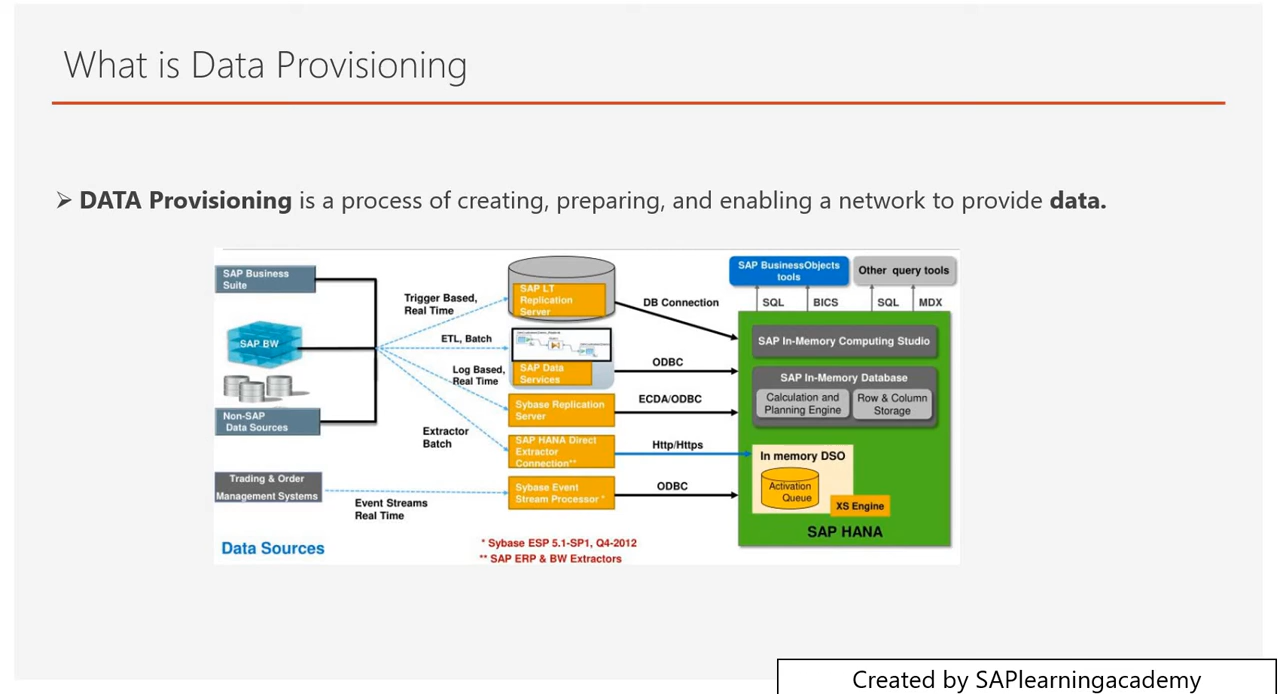 What is Data Provisioning
➢ DATA Provisioning is a process of creating, preparing, and enabling a network to provide data.
SAP Business
Suite
SAP BW
Non-SAP
Data Sources
Trading & Order
Management Systems
Data Sources
Trigger Based,
Real Time
ETL, Batch
Log Based,
Real Time
Extractor
Batch
Event Streams
Real Time
SAP LT
Replication
Server
SAP Data
Services
Sybase Replication
Server
SAP HANA Direct
Extractor
Connection**
Sybase Event
Stream Processor *
* Sybase ESP 5.1-SP1, Q4-2012
** SAP ERP & BW Extractors
DB Connection
ODBC
ECDA/ODBC
Http/Https
ODBC
SAP BusinessObjects
tools
Other query tools
SQL
BICS
SQL
MDX
SAP In-Memory Computing Studio
SAP In-Memory Database
Calculation and
Planning Engine
Row & Column
Storage
In memory DSO
Activation
Queue
XS Engine
SAP HANA
Created by SAPlearningacademy